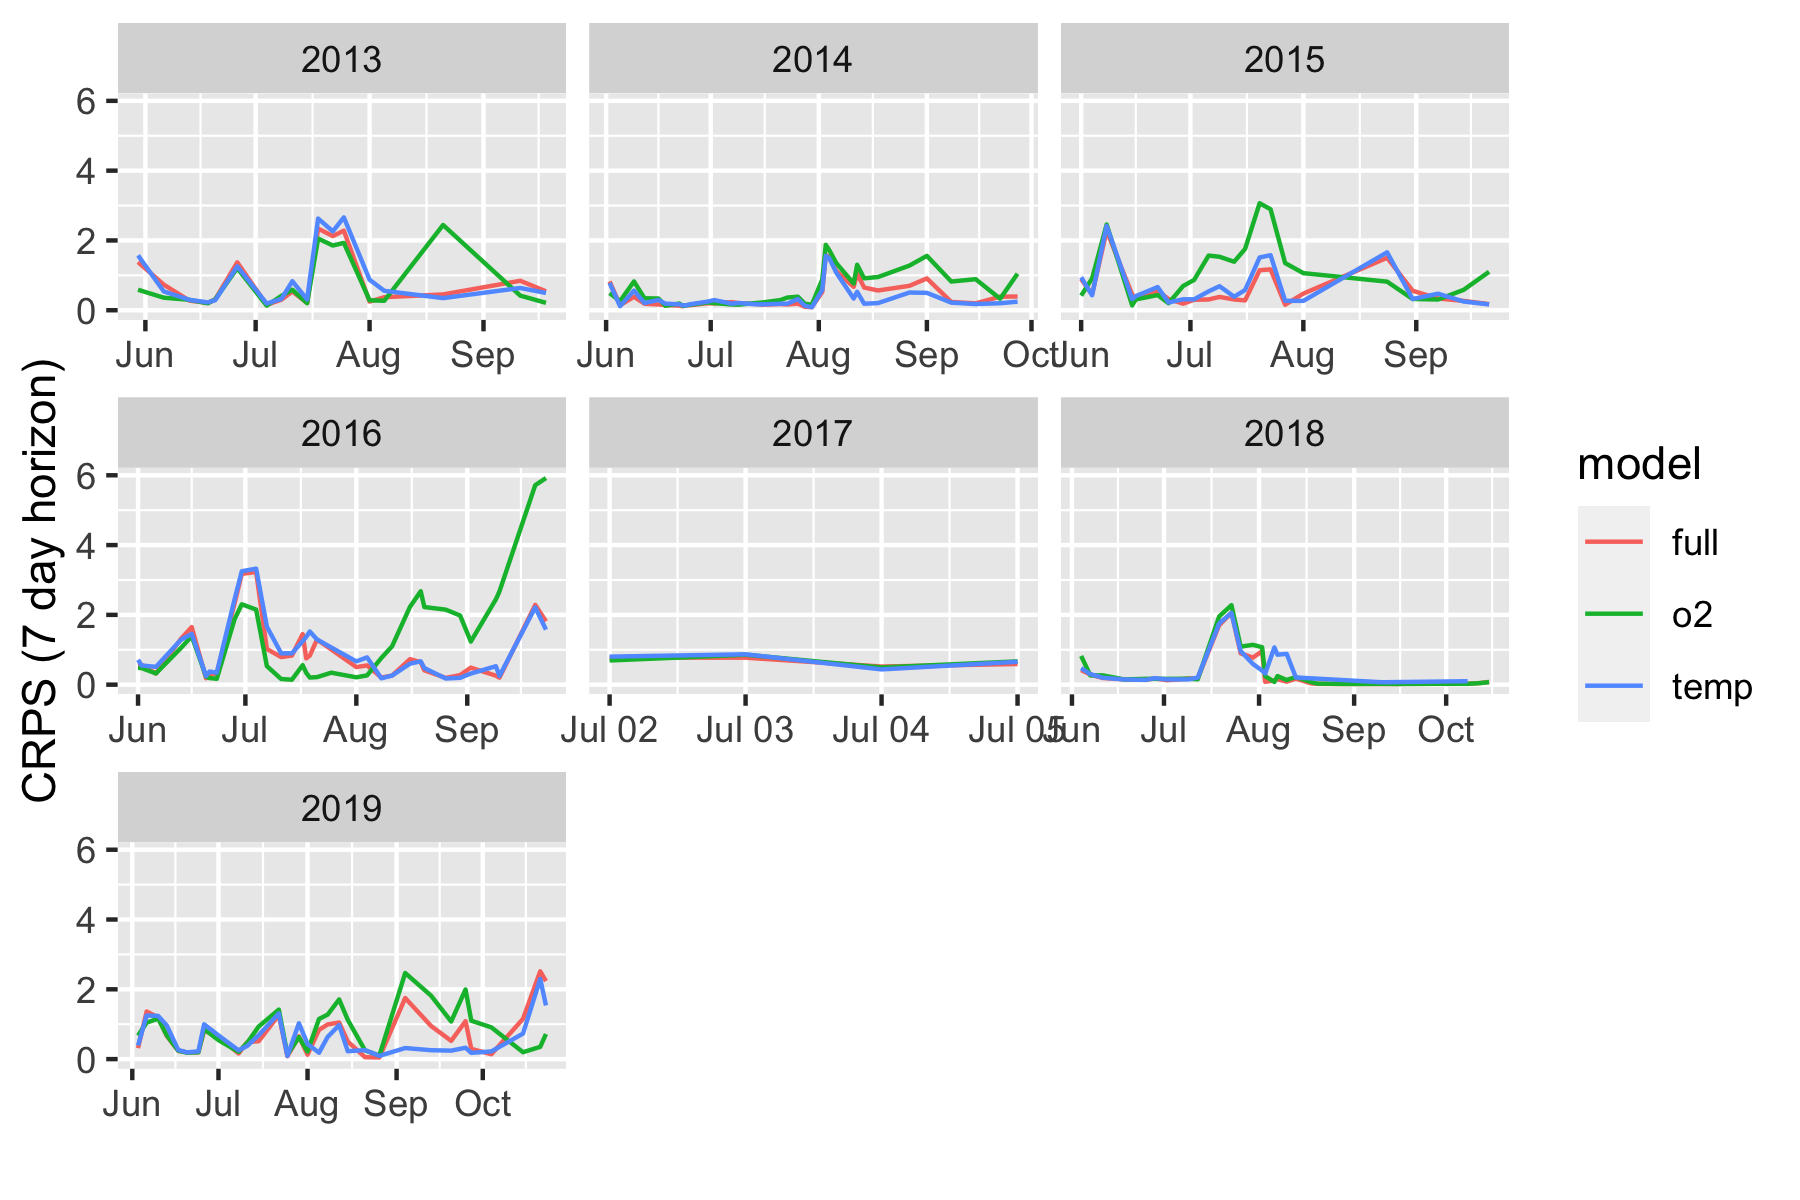 2013 2014 2015
6
4
2
0
Jun Jul Aug Sep Jun Jul Aug Sep Oct Jun Jul Aug Sep
CRPS (7 day horizon)
2016 2017 2018
6
4
2
0
Jun Jul Aug Sep Jul 02 Jul 03 Jul 04 Jul 05 Jun Jul Aug Sep Oct
2019
6
4
2
0
Jun Jul Aug Sep Oct
model
full
o2
temp